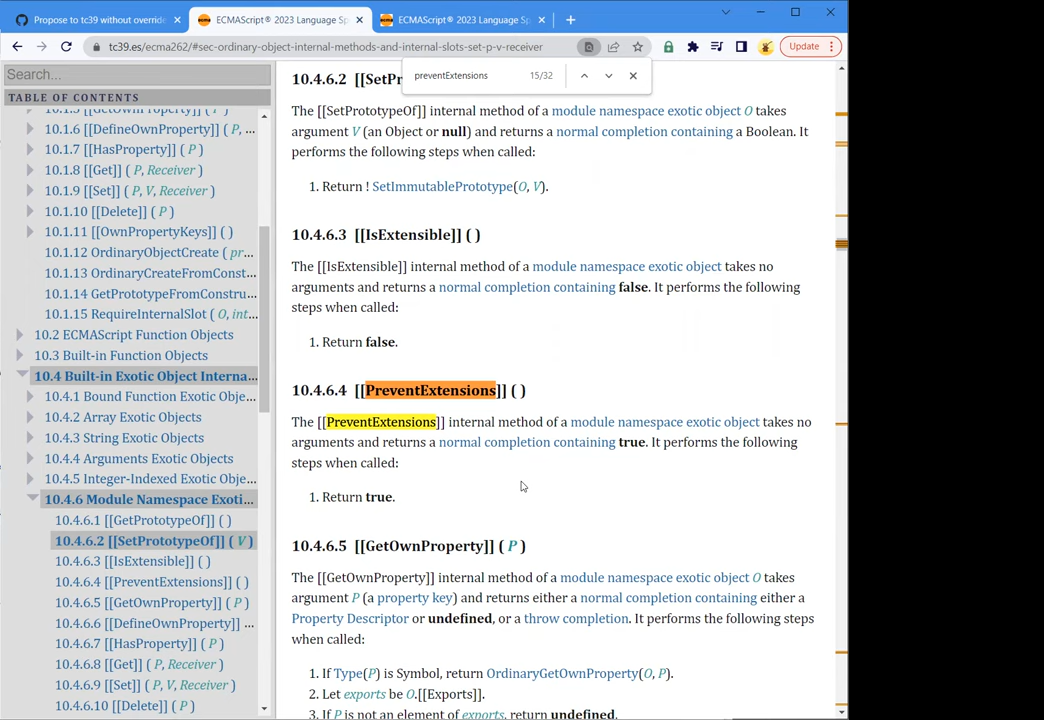 Propose to tc39 without override
ECMAScript® 2023 Language Sp
ECMAScript® 2023 Language Sp
tc39.es/ecma262/#sec-ordinary-object-internal-methods-and-internal-slots-set-p-v-receiver
Update
preventExtensions 15/32
Search...
TABLE OF CONTENTS
10.1.6 [[DefineOwnProperty]] ( P, ...
10.1.7 [[HasProperty]] ( P )
10.1.8 [[Get]] ( P, Receiver )
10.1.9 [[Set]] ( P, V, Receiver )
10.1.10 [[Delete]] ( P )
10.1.11 [[OwnPropertyKeys]] ( )
10.1.12 OrdinaryObjectCreate ( pr...
10.1.13 OrdinaryCreateFromConst...
10.1.14 GetPrototypeFromConstru...
10.1.15 RequireInternalSlot ( O, int...
10.2 ECMAScript Function Objects
10.3 Built-in Function Objects
10.4 Built-in Exotic Object Interna...
10.4.1 Bound Function Exotic Obje...
10.4.2 Array Exotic Objects
10.4.3 String Exotic Objects
10.4.4 Arguments Exotic Objects
10.4.5 Integer-Indexed Exotic Obje...
10.4.6 Module Namespace Exoti...
10.4.6.1 [[GetPrototypeOf]] ( )
10.4.6.2 [[SetPrototypeOf]] ( V )
10.4.6.3 [[IsExtensible]] ( )
10.4.6.4 [[PreventExtensions]] ( )
10.4.6.5 [[GetOwnProperty]] ( P )
10.4.6.6 [[DefineOwnProperty]] ...
10.4.6.7 [[HasProperty]] ( P )
10.4.6.8 [[Get]] ( P, Receiver )
10.4.6.9 [[Set]] ( P, V, Receiver )
10.4.6.10 [[Delete]] ( P )
10.4.6.2 [[SetPr
The [[SetPrototypeOf]] internal method of a module namespace exotic object O takes
argument V (an Object or null) and returns a normal completion containing a Boolean. It
performs the following steps when called:
1. Return ! SetImmutablePrototype(O, V).
10.4.6.3 [[IsExtensible]] ( )
The [[IsExtensible]] internal method of a module namespace exotic object takes no
arguments and returns a normal completion containing false. It performs the following
steps when called:
1. Return false.
10.4.6.4 [[PreventExtensions]] ( )
The [[PreventExtensions]] internal method of a module namespace exotic object takes no
arguments and returns a normal completion containing true. It performs the following
steps when called:
1. Return true.
10.4.6.5 [[GetOwnProperty]] ( P )
The [[GetOwnProperty]] internal method of a module namespace exotic object O takes
argument P (a property key) and returns either a normal completion containing either a
Property Descriptor or undefined, or a throw completion. It performs the following steps
when called:
1. If Type(P) is Symbol, return OrdinaryGetOwnProperty(O, P).
2. Let exports be O.[[Exports]].
3. If P is not an element of exports, return undefined.